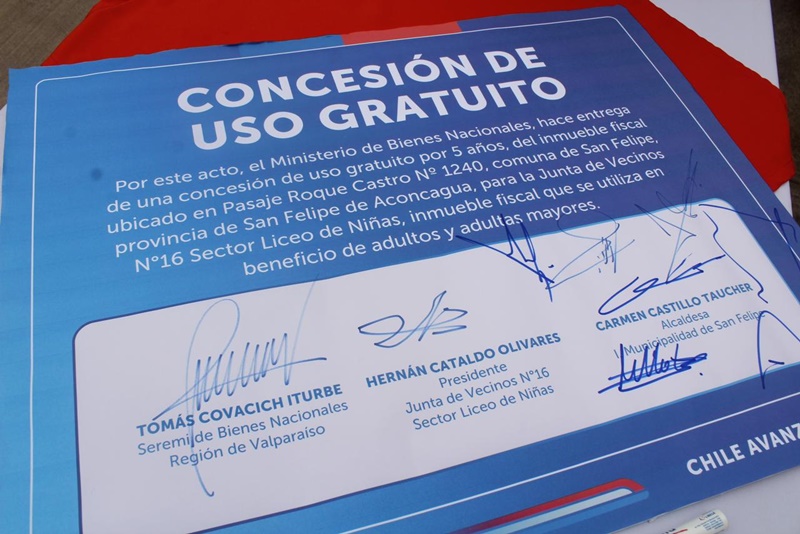 CONCESIÓN DE
USO GRATUITO
Por este acto, el Ministerio de Bienes Nacionales, hace entrega
de una concesión de uso gratuito por 5 años, del inmueble fiscal
ubicado en Pasaje Roque Castro Nº 1240, comuna de San Felipe,
provincia de San Felipe de Aconcagua, para la Junta de Vecinos
N°16 Sector Liceo de Niñas, inmueble fiscal que se utiliza en
beneficio de adultos y adultas mayores.
TOMÁS COVACICH ITURBE
Seremi de Bienes Nacionales
Región de Valparaíso
HERNÁN CATALDO OLIVARES
Presidente
Junta de Vecinos N°16
Sector Liceo de Niñas
CARMEN CASTILLO TAUCHER
Alcaldesa
I. Municipalidad de San Felipe
CHILE AVANZ